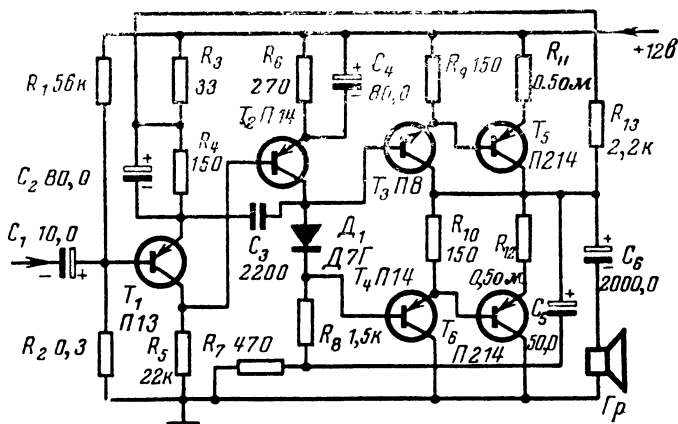 +12в
R₁ 56к
R₃
33
R₆
270
C₄
80,0
R₉ 150
R₁₁
0.5ом
R₁₃
2,2к
T₂ П14
R₄
150
C₂ 80,0
T₃ П8
T₅
П214
C₁ 10,0
C₃
2200
Д₁
Д7Г
R₁₀
150
R₁₂
0,5ом
C₆
2000,0
T₁
П13
T₄ П14
R₂ 0,3
R₅
22к
R₇ 470
R₈ 1,5к
T₆
П214
C₅
50,0
Гр